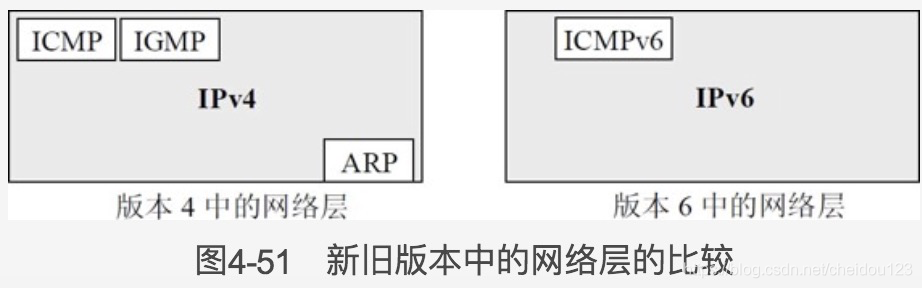 ICMP IGMP ICMPv6
IPv4 IPv6
ARP
版本 4 中的网络层 版本 6 中的网络层
图4-51 新旧版本中的网络层的比较
https://blog.csdn.net/cheidou123